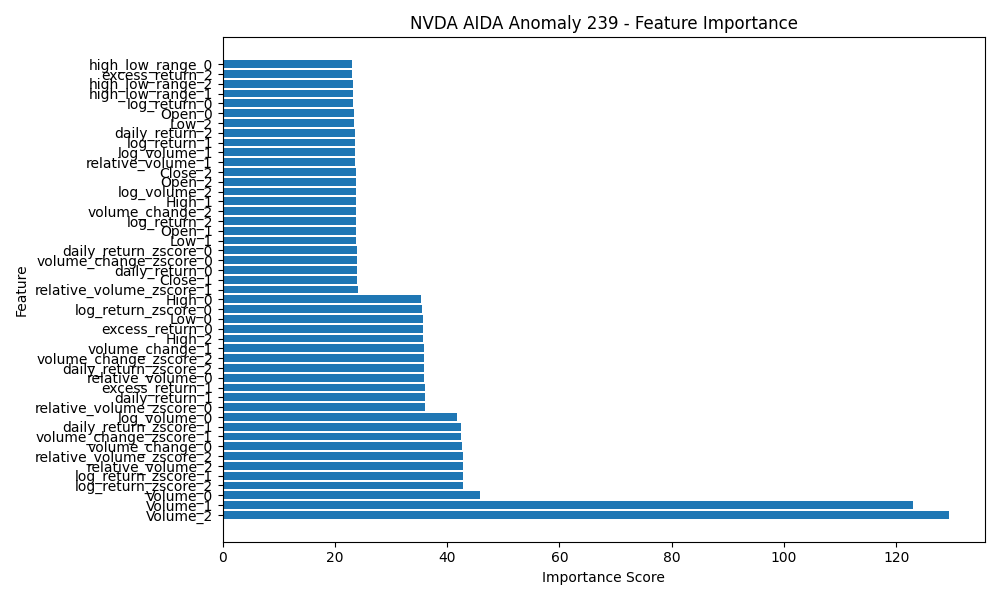 NVDA AIDA Anomaly 239 - Feature Importance
high_low_range_0
excess_return_2
high_low_range_2
high_low_range_1
log_return_0
Open_0
Low_2
daily_return_2
log_return_1
log_volume_1
relative_volume_1
Close_2
Open_2
log_volume_2
High_1
volume_change_2
log_return_2
Open_1
Low_1
daily_return_zscore_0
volume_change_zscore_0
daily_return_0
Close_1
relative_volume_zscore_1
High_0
log_return_zscore_0
Low_0
excess_return_0
High_2
volume_change_1
volume_change_zscore_2
daily_return_zscore_2
relative_volume_0
excess_return_1
daily_return_1
relative_volume_zscore_0
log_volume_0
daily_return_zscore_1
volume_change_zscore_1
volume_change_0
relative_volume_zscore_2
relative_volume_2
log_return_zscore_1
log_return_zscore_2
Volume_0
Volume_1
Volume_2
Feature
0 20 40 60 80 100 120
Importance Score